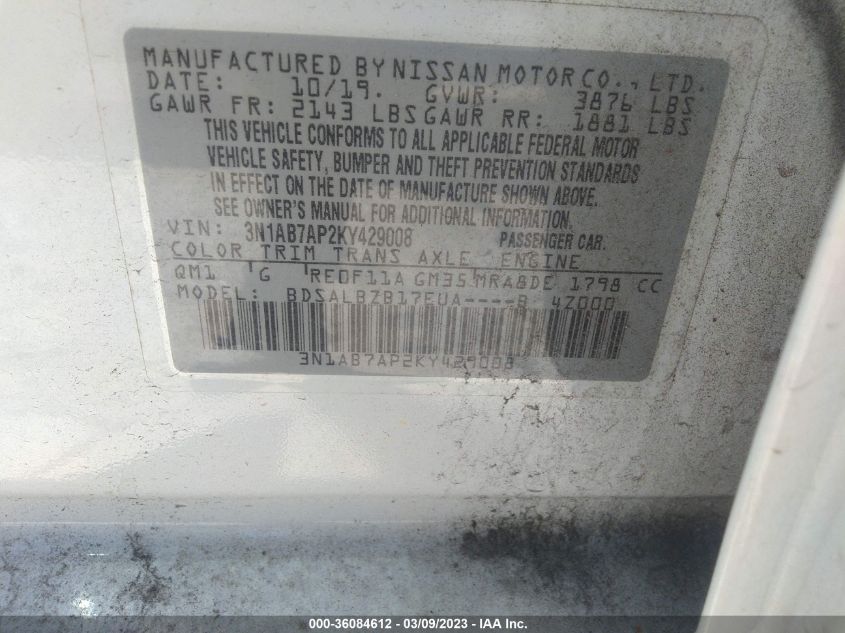 MANUFACTURED BY NISSAN MOTOR CO., LTD.
DATE: 10/19. GVWR: 3876 LBS
GAWR FR: 2143 LBS GAWR RR: 1881 LBS
THIS VEHICLE CONFORMS TO ALL APPLICABLE FEDERAL MOTOR
VEHICLE SAFETY, BUMPER AND THEFT PREVENTION STANDARDS
IN EFFECT ON THE DATE OF MANUFACTURE SHOWN ABOVE.
SEE OWNER'S MANUAL FOR ADDITIONAL INFORMATION.
VIN: 3N1AB7AP2KY429008 PASSENGER CAR.
COLOR TRIM TRANS AXLE ENGINE
QM1 G RE0F11A GM35 MRA8DE 1798 CC
MODEL: BDSALBZB17EUA----B 4Z000
3N1AB7AP2KY429008
000-36084612 - 03/09/2023 - IAA Inc.